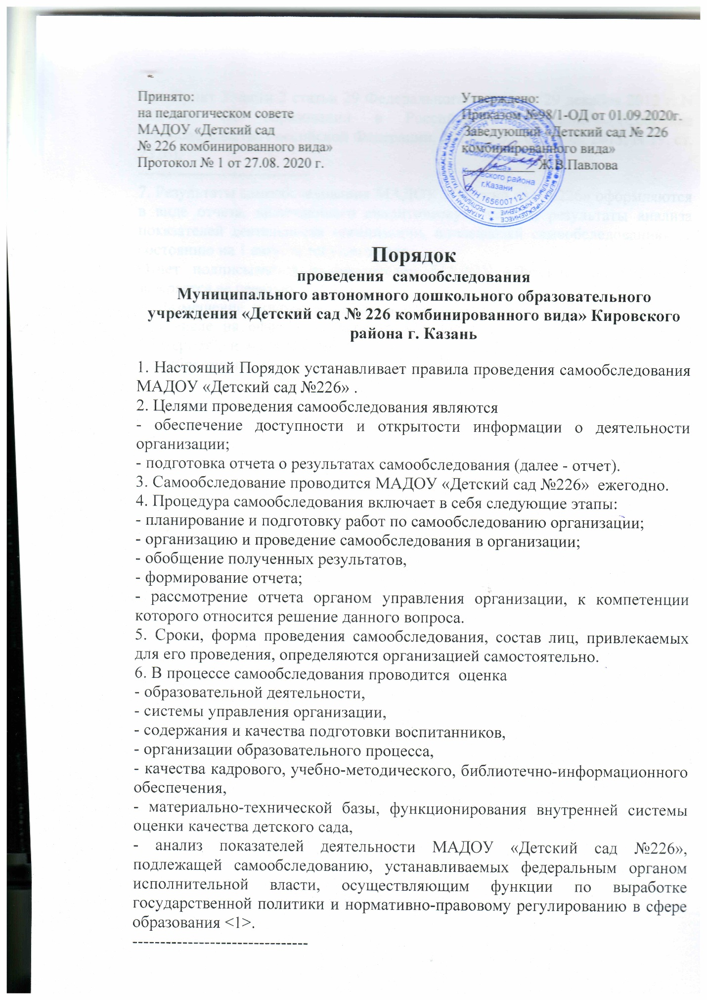 Принято:
на педагогическом совете
МАДОУ «Детский сад
№ 226 комбинированного вида»
Протокол № 1 от 27.08. 2020 г.
Утверждено:
Приказом №98/1-ОД от 01.09.2020г.
Заведующий «Детский сад № 226
комбинированного вида»
Ж.В.Павлова
Кировского района
г.Казани
ИНН 1656007121
Порядок
проведения самообследования
Муниципального автономного дошкольного образовательного
учреждения «Детский сад № 226 комбинированного вида» Кировского
района г. Казань
1. Настоящий Порядок устанавливает правила проведения самообследования
МАДОУ «Детский сад №226» .
2. Целями проведения самообследования являются
- обеспечение доступности и открытости информации о деятельности
организации;
- подготовка отчета о результатах самообследования (далее - отчет).
3. Самообследование проводится МАДОУ «Детский сад №226» ежегодно.
4. Процедура самообследования включает в себя следующие этапы:
- планирование и подготовку работ по самообследованию организации;
- организацию и проведение самообследования в организации;
- обобщение полученных результатов,
- формирование отчета;
- рассмотрение отчета органом управления организации, к компетенции
которого относится решение данного вопроса.
5. Сроки, форма проведения самообследования, состав лиц, привлекаемых
для его проведения, определяются организацией самостоятельно.
6. В процессе самообследования проводится оценка
- образовательной деятельности,
- системы управления организации,
- содержания и качества подготовки воспитанников,
- организации образовательного процесса,
- качества кадрового, учебно-методического, библиотечно-информационного
обеспечения,
- материально-технической базы, функционирования внутренней системы
оценки качества детского сада,
- анализ показателей деятельности МАДОУ «Детский сад №226»,
подлежащей самообследованию, устанавливаемых федеральным органом
исполнительной власти, осуществляющим функции по выработке
государственной политики и нормативно-правовому регулированию в сфере
образования <1>.
--------------------------------